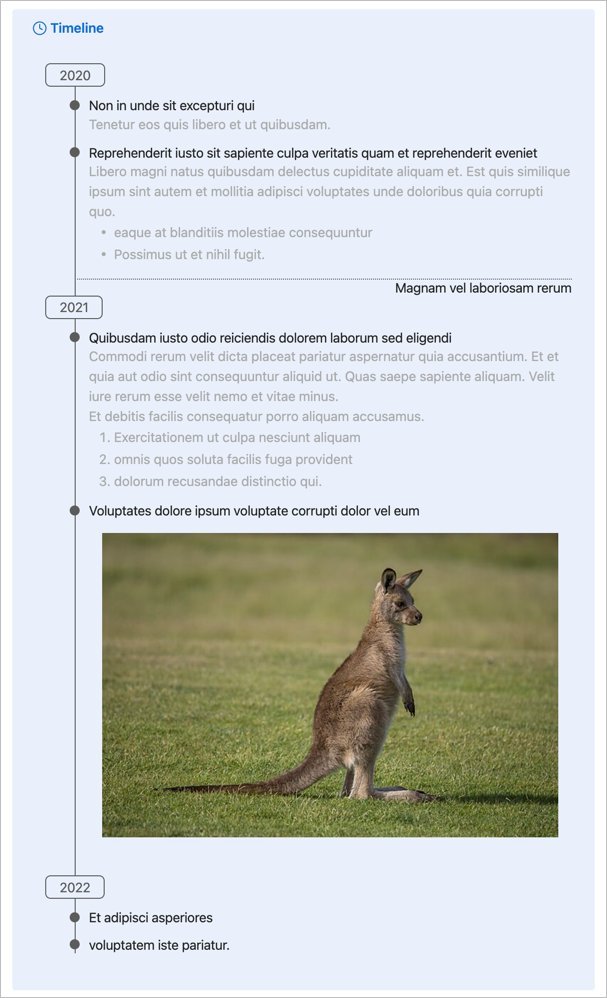 Timeline
2020
Non in unde sit excepturi qui
Tenetur eos quis libero et ut quibusdam.
Reprehenderit iusto sit sapiente culpa veritatis quam et reprehenderit eveniet
Libero magni natus quibusdam delectus cupiditate aliquam et. Est quis similique
ipsum sint autem et mollitia adipisci voluptates unde doloribus quia corrupti
quo.
• eaque at blanditiis molestiae consequuntur
• Possimus ut et nihil fugit.
Magnam vel laboriosam rerum
2021
Quibusdam iusto odio reiciendis dolorem laborum sed eligendi
Commodi rerum velit dicta placeat pariatur aspernatur quia accusantium. Et et
quia aut odio sint consequuntur aliquid ut. Quas saepe sapiente aliquam. Velit
iure rerum esse velit nemo et vitae minus.
Et debitis facilis consequatur porro aliquam accusamus.
1. Exercitationem ut culpa nesciunt aliquam
2. omnis quos soluta facilis fuga provident
3. dolorum recusandae distinctio qui.
Voluptates dolore ipsum voluptate corrupti dolor vel eum
2022
Et adipisci asperiores
voluptatem iste pariatur.